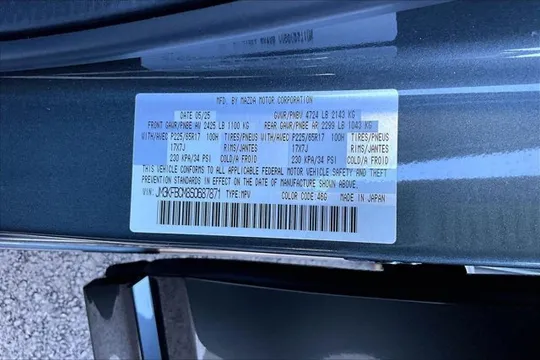 MFD. BY MAZDA MOTOR CORPORATION
DATE 05/25 GVWR/PNBV 4724 LB 2143 KG
FRONT GAWR/PNBE AV 2425 LB 1100 KG REAR GAWR/PNBE AR 2299 LB 1043 KG
WITH/AVEC P225/65R17 100H TIRES/PNEUS WITH/AVEC P225/65R17 100H TIRES/PNEUS
17X7J RIMS/JANTES 17X7J RIMS/JANTES
230 KPA/34 PSI COLD/A FROID 230 KPA/34 PSI COLD/A FROID
THIS VEHICLE CONFORMS TO ALL APPLICABLE FEDERAL MOTOR VEHICLE SAFETY AND THEFT
PREVENTION STANDARDS IN EFFECT ON THE DATE OF MANUFACTURE SHOWN ABOVE.
VIN: JM3KFBCM8S0687871 TYPE: MPV COLOR CODE: 46G MADE IN JAPAN